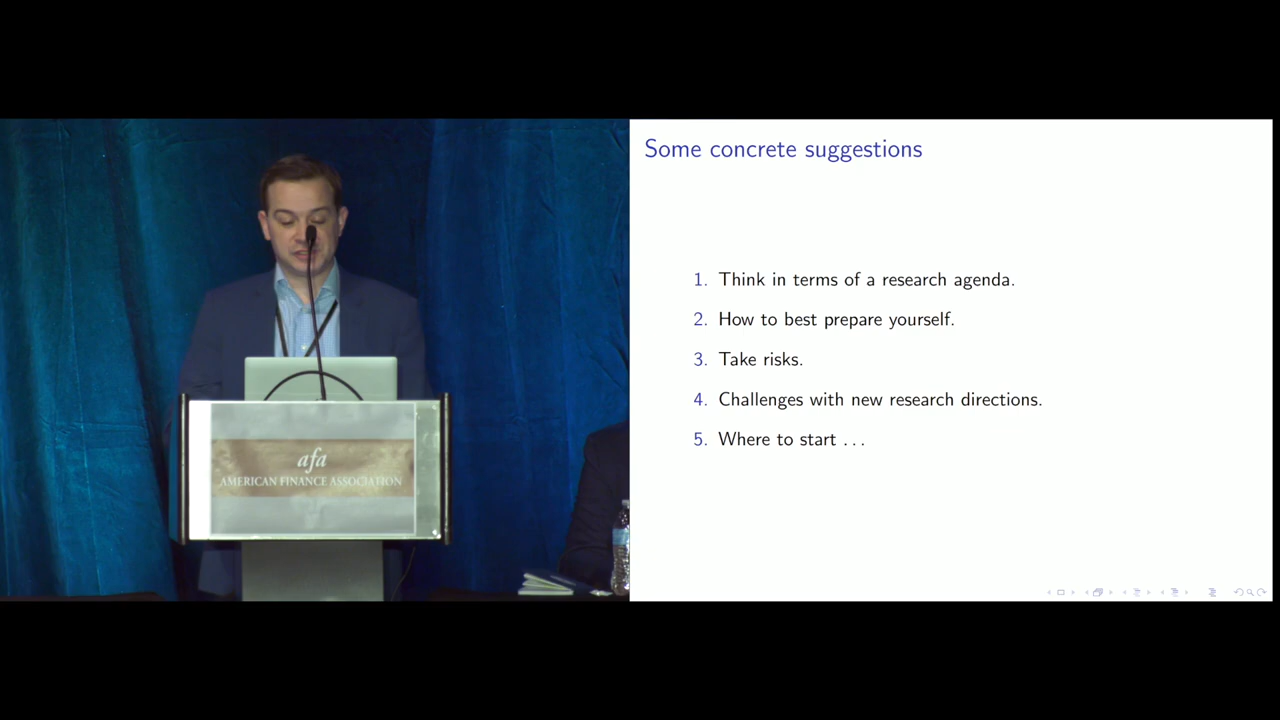 Some concrete suggestions
1. Think in terms of a research agenda.
2. How to best prepare yourself.
3. Take risks.
4. Challenges with new research directions.
5. Where to start . . .
afa
AMERICAN FINANCE ASSOCIATION